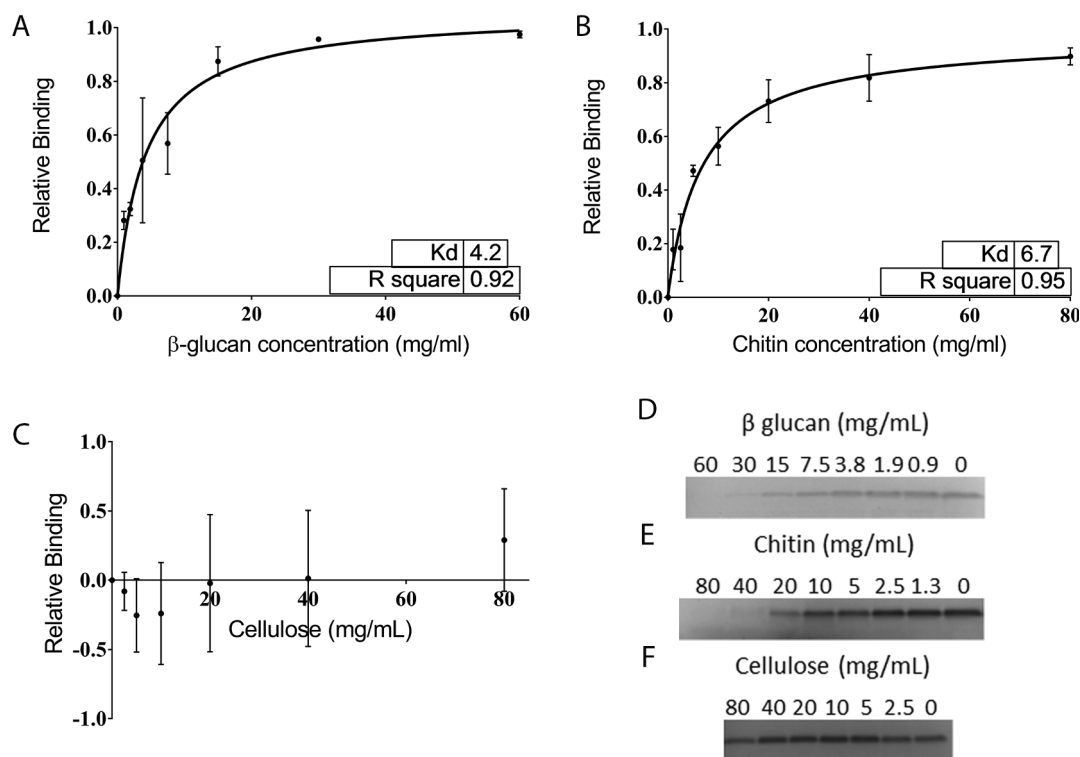 A
1.0
0.8
0.6
0.4
0.2
0.0
Relative Binding
Kd 4.2
R square 0.92
0 20 40 60
β-glucan concentration (mg/ml)
B
1.0
0.8
0.6
0.4
0.2
0.0
Relative Binding
Kd 6.7
R square 0.95
0 20 40 60 80
Chitin concentration (mg/ml)
C
1.0
0.5
0.0
-0.5
-1.0
Relative Binding
20 40 60 80
Cellulose (mg/mL)
D
β glucan (mg/mL)
60 30 15 7.5 3.8 1.9 0.9 0
E
Chitin (mg/mL)
80 40 20 10 5 2.5 1.3 0
F
Cellulose (mg/mL)
80 40 20 10 5 2.5 0